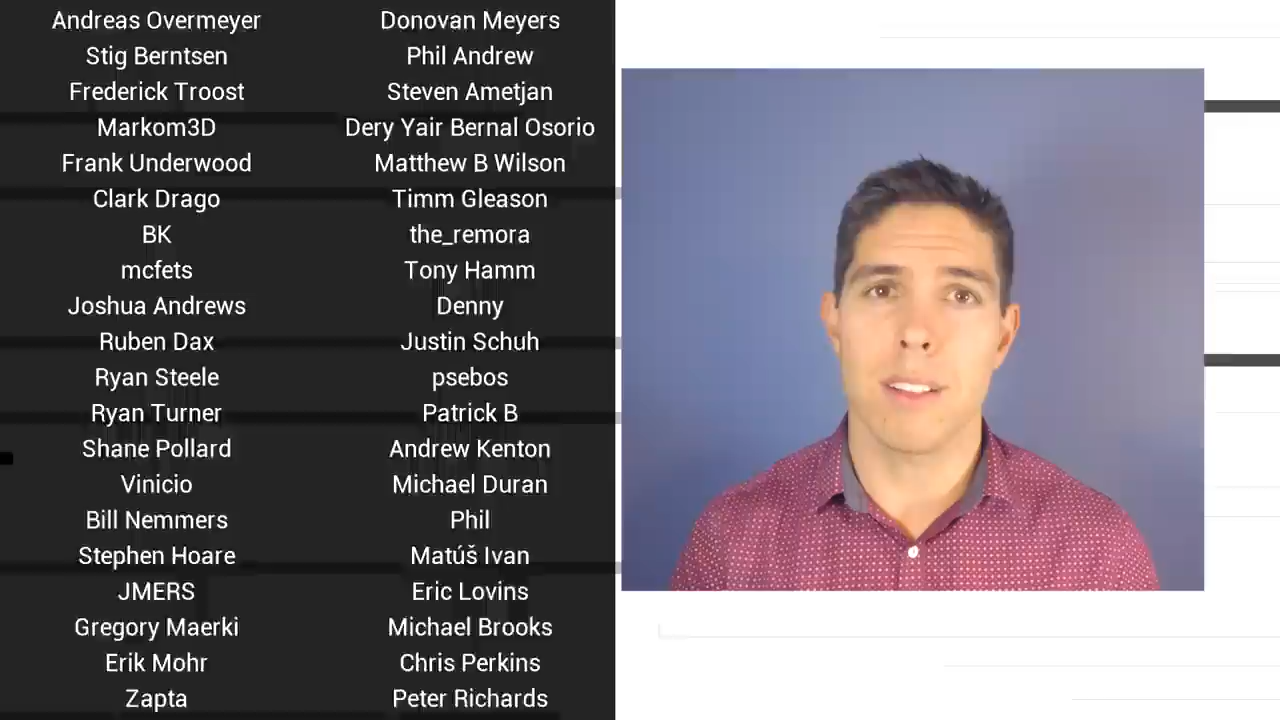 Andreas Overmeyer
Stig Berntsen
Frederick Troost
Markom3D
Frank Underwood
Clark Drago
BK
mcfets
Joshua Andrews
Ruben Dax
Ryan Steele
Ryan Turner
Shane Pollard
Vinicio
Bill Nemmers
Stephen Hoare
JMERS
Gregory Maerki
Erik Mohr
Zapta
Donovan Meyers
Phil Andrew
Steven Ametjan
Dery Yair Bernal Osorio
Matthew B Wilson
Timm Gleason
the_remora
Tony Hamm
Denny
Justin Schuh
psebos
Patrick B
Andrew Kenton
Michael Duran
Phil
Matúš Ivan
Eric Lovins
Michael Brooks
Chris Perkins
Peter Richards